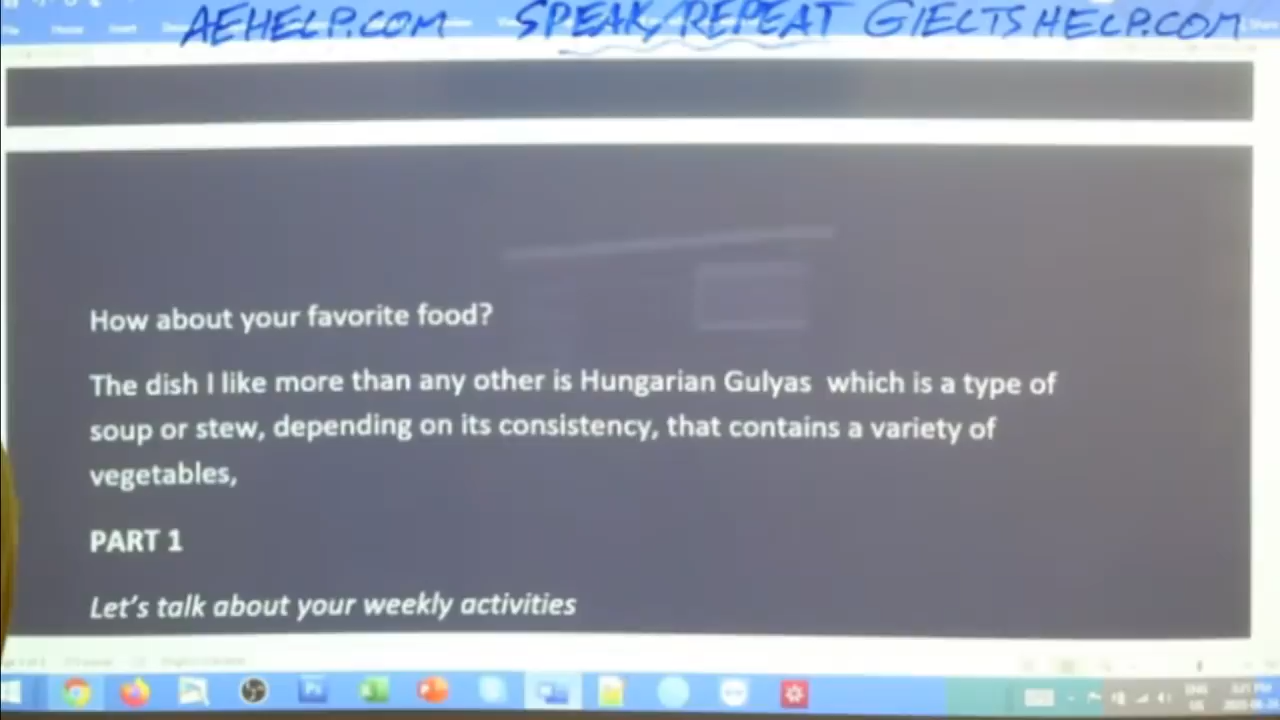 AEHELP.COM SPEAK/REPEAT GIELTSHELP.COM
How about your favorite food?
The dish I like more than any other is Hungarian Gulyas which is a type of
soup or stew, depending on its consistency, that contains a variety of
vegetables,
PART 1
Let's talk about your weekly activities